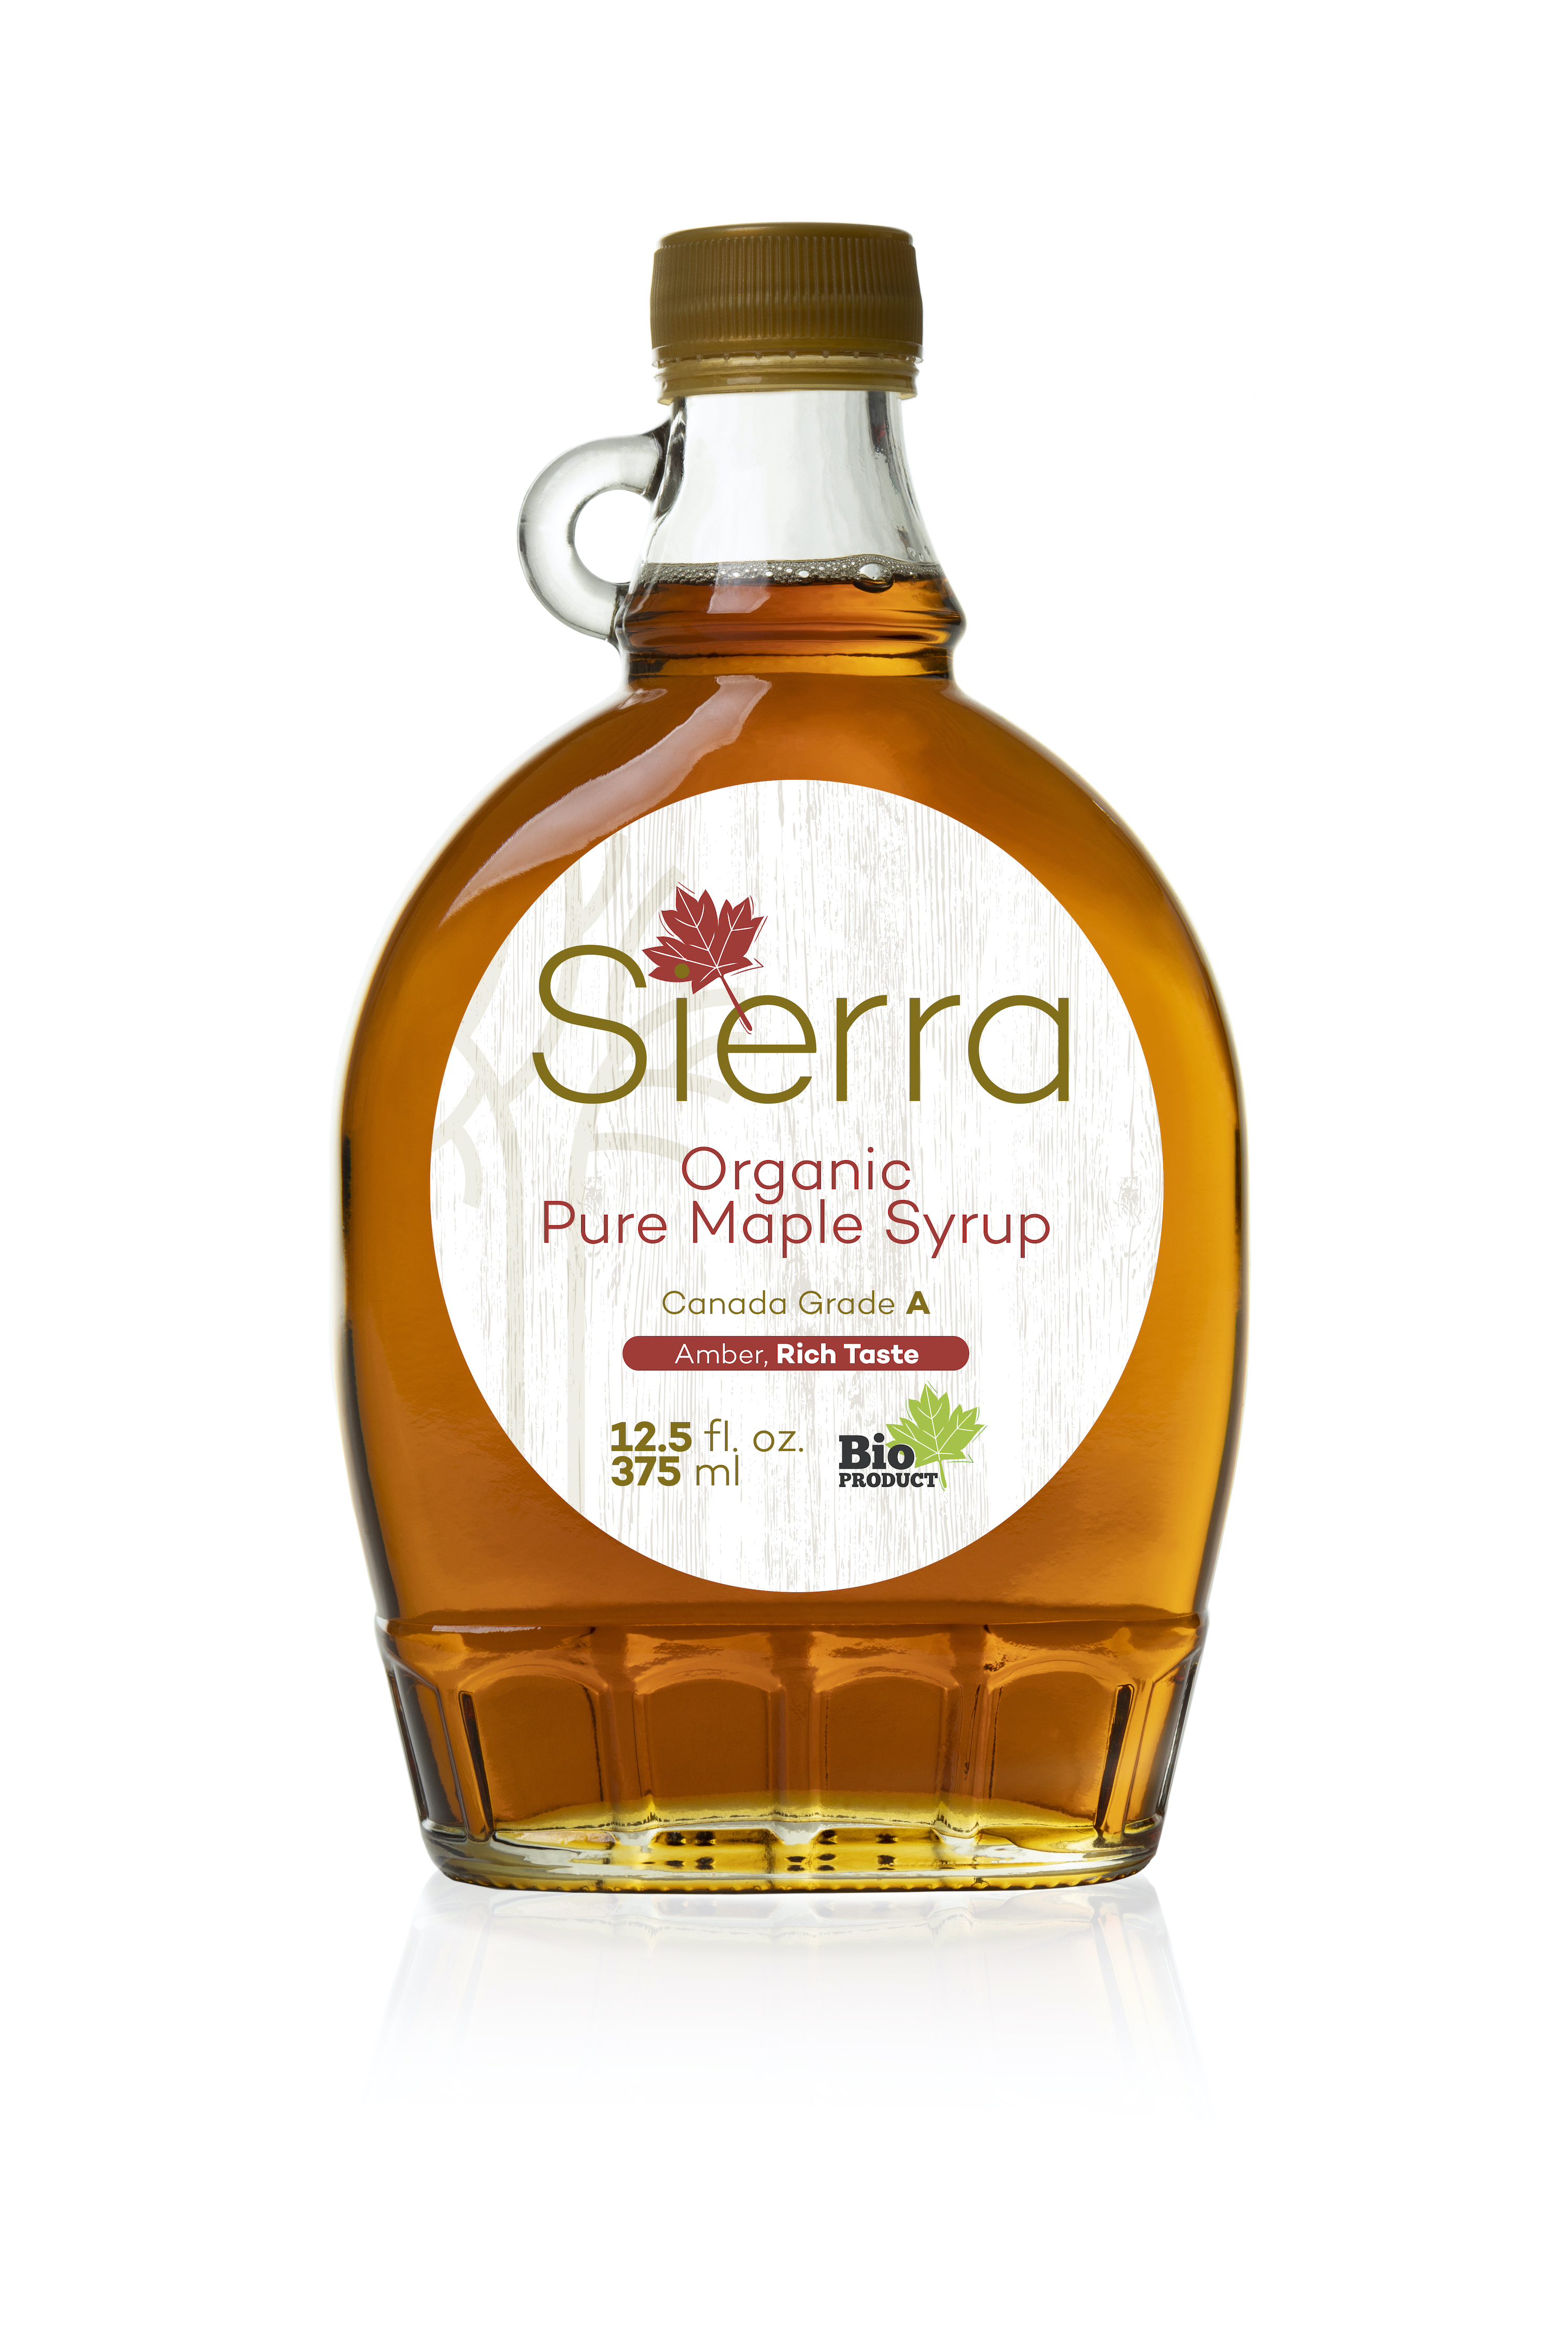 Sierra
Organic
Pure Maple Syrup
Canada Grade A
Amber, Rich Taste
12.5 fl. oz.
375 ml
Bio
PRODUCT